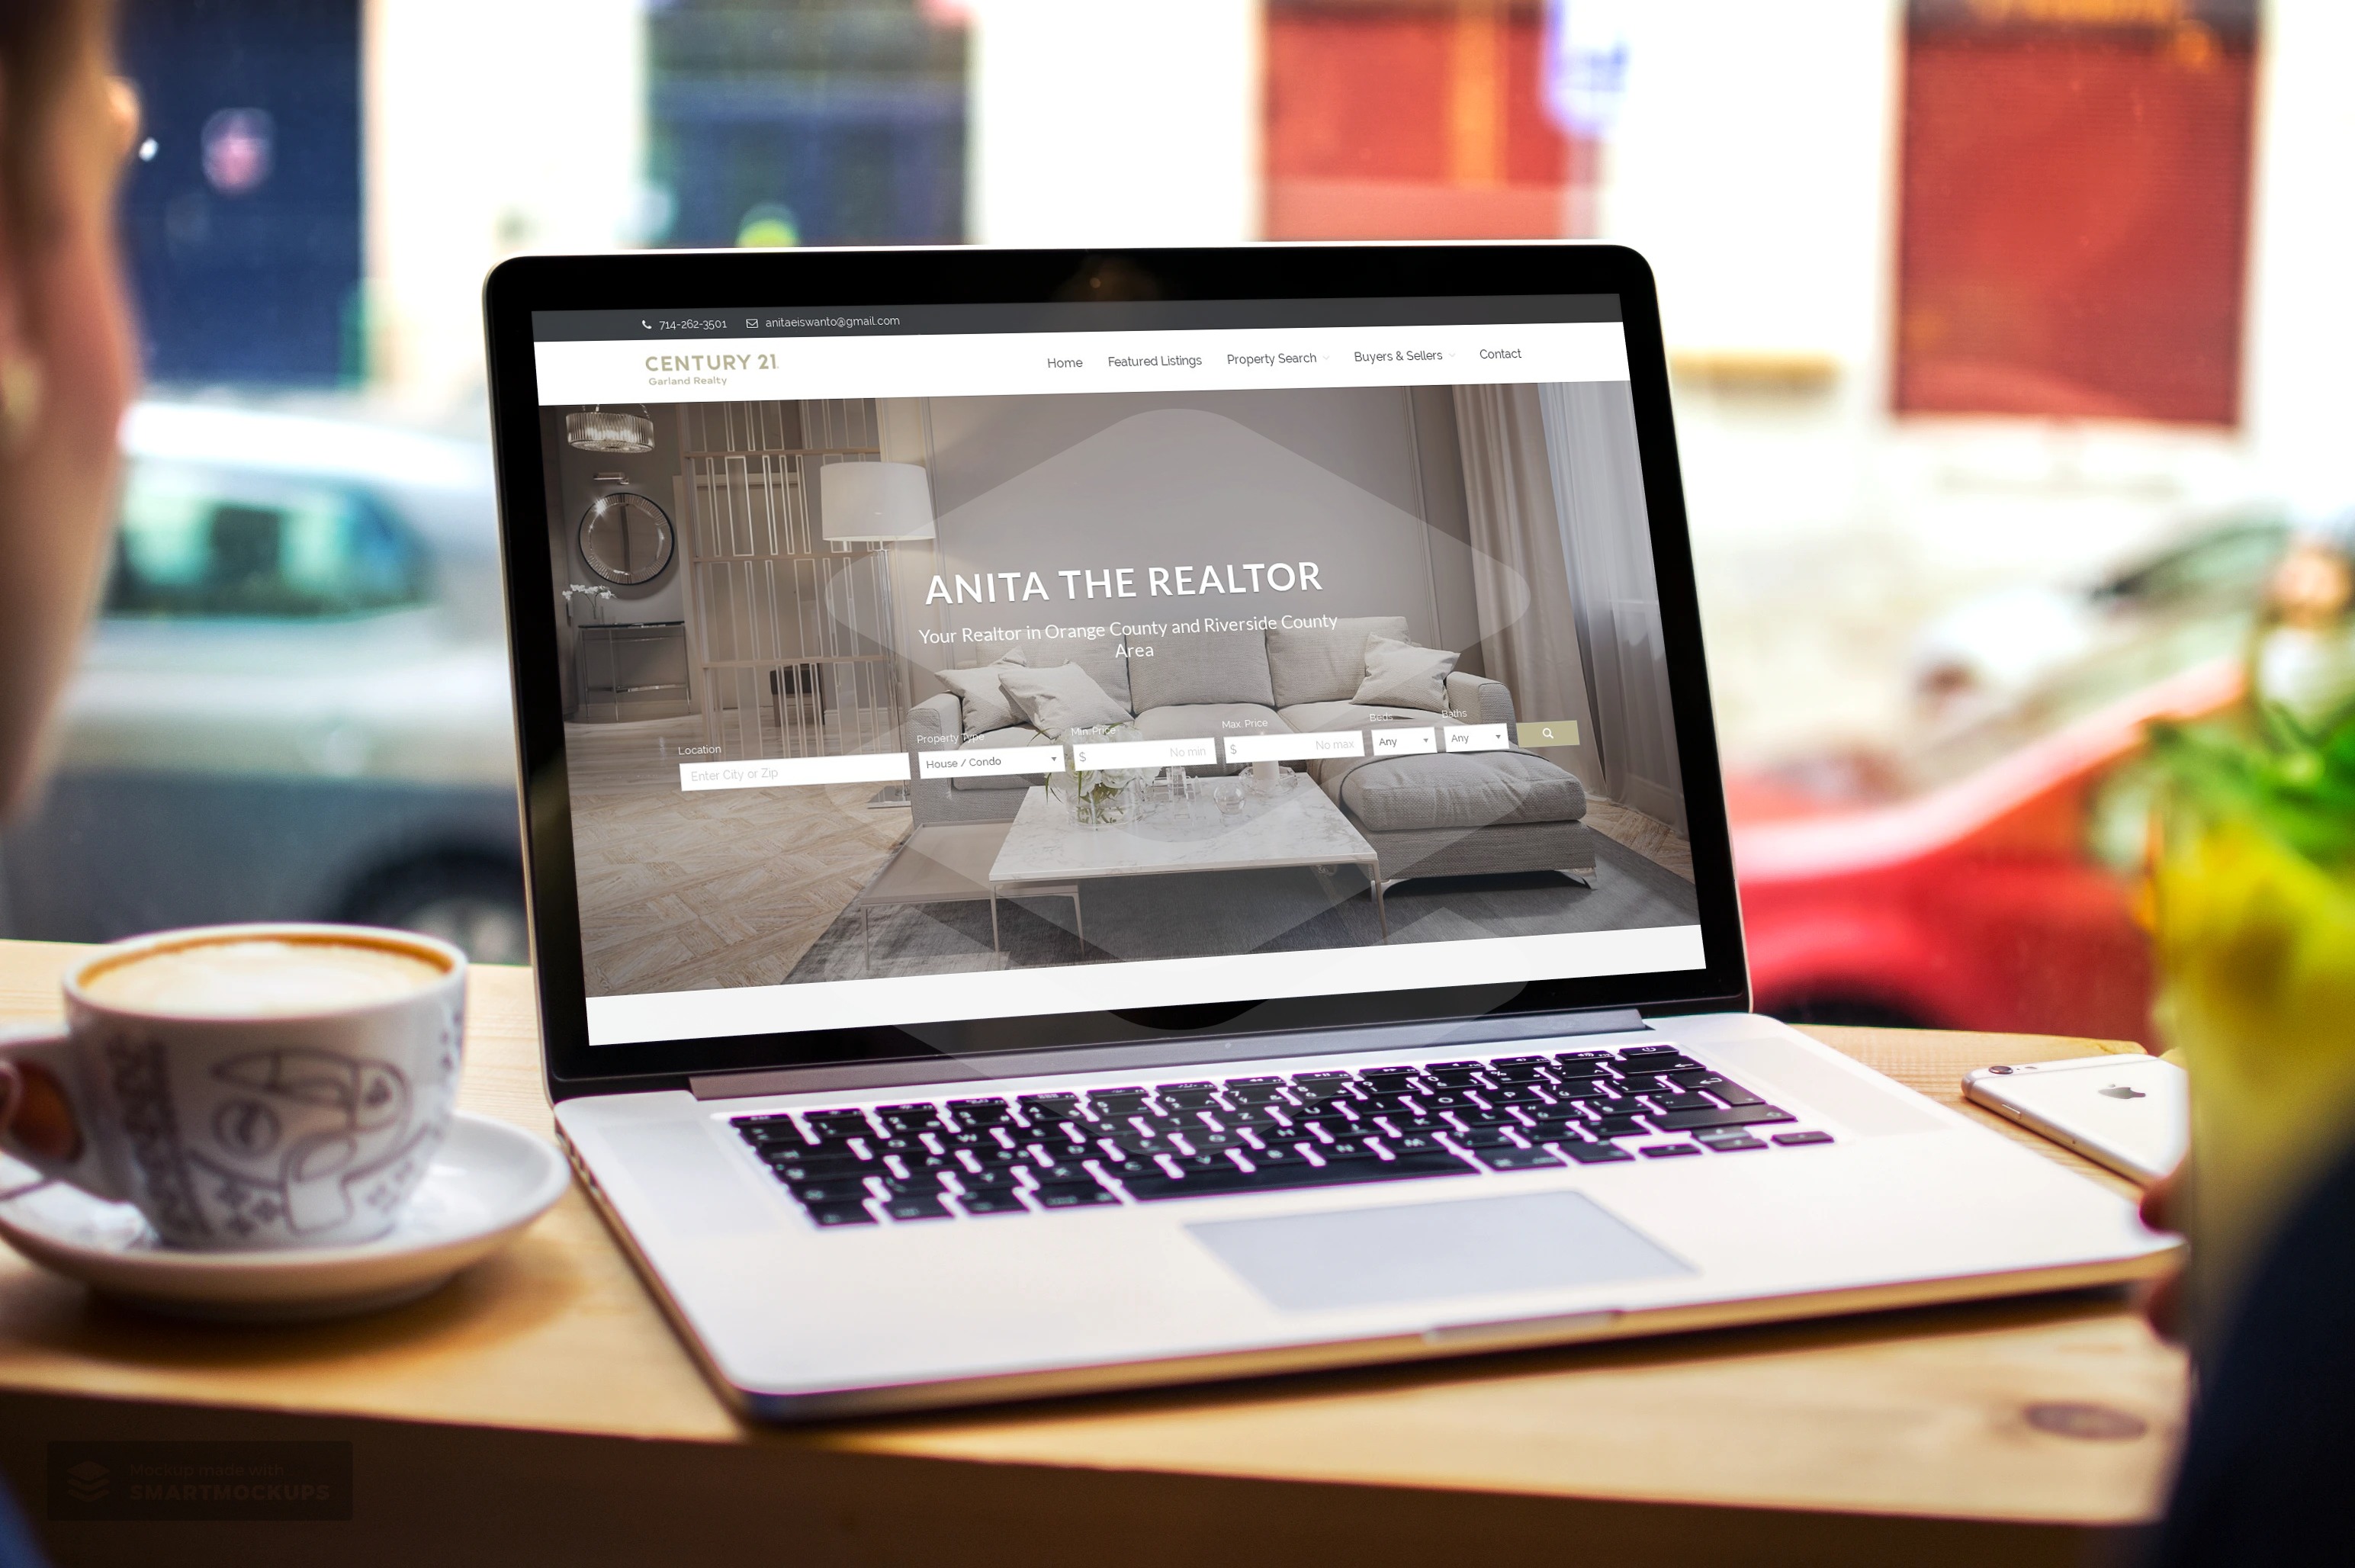 714-262-3501 anitaeiswanto@gmail.com
CENTURY 21
Garland Realty
Home Featured Listings Property Search Buyers & Sellers Contact
ANITA THE REALTOR
Your Realtor in Orange County and Riverside County
Area
Location Property Type Min. Price Max. Price Beds Baths
Enter City or Zip House / Condo $ No min $ No max Any Any
Mockup made with
SMARTMOCKUPS